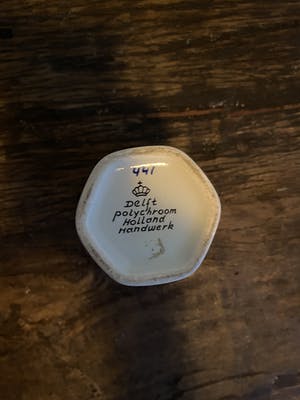 441
Delft
polychroom
Holland
Handwerk